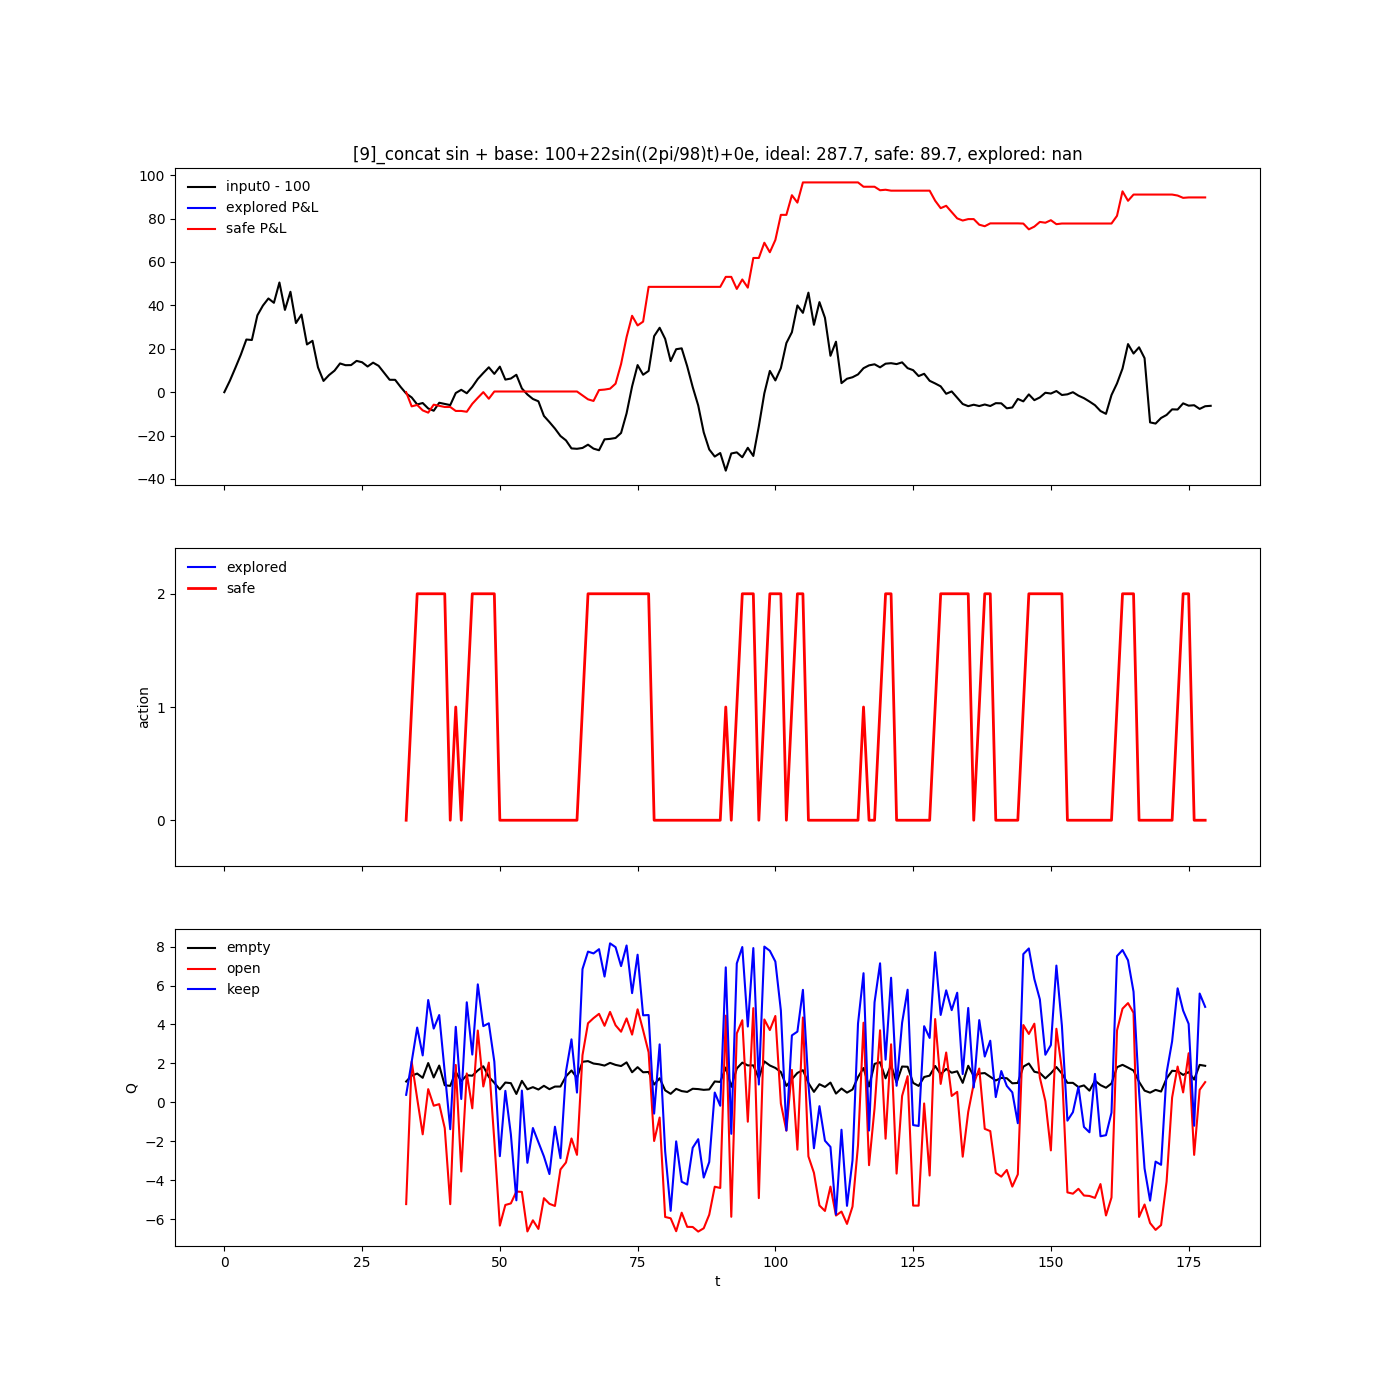 [9]_concat sin + base: 100+22sin((2pi/98)t)+0e, ideal: 287.7, safe: 89.7, explored: nan
100
80
60
40
20
0
−20
−40
input0 - 100
explored P&L
safe P&L
action
2
1
0
explored
safe
Q
8
6
4
2
0
−2
−4
−6
empty
open
keep
0 25 50 75 100 125 150 175
t